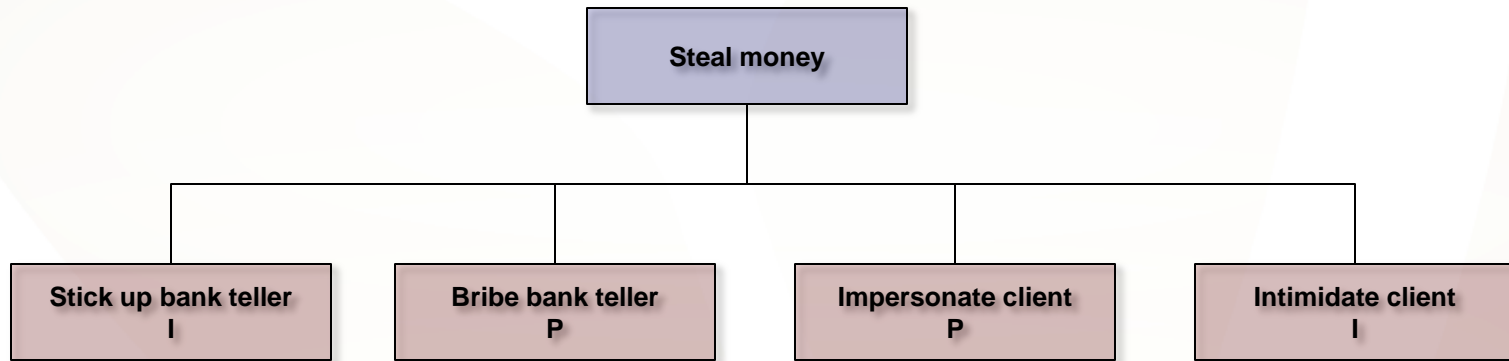 Steal money
Stick up bank teller
I
Bribe bank teller
P
Impersonate client
P
Intimidate client
I